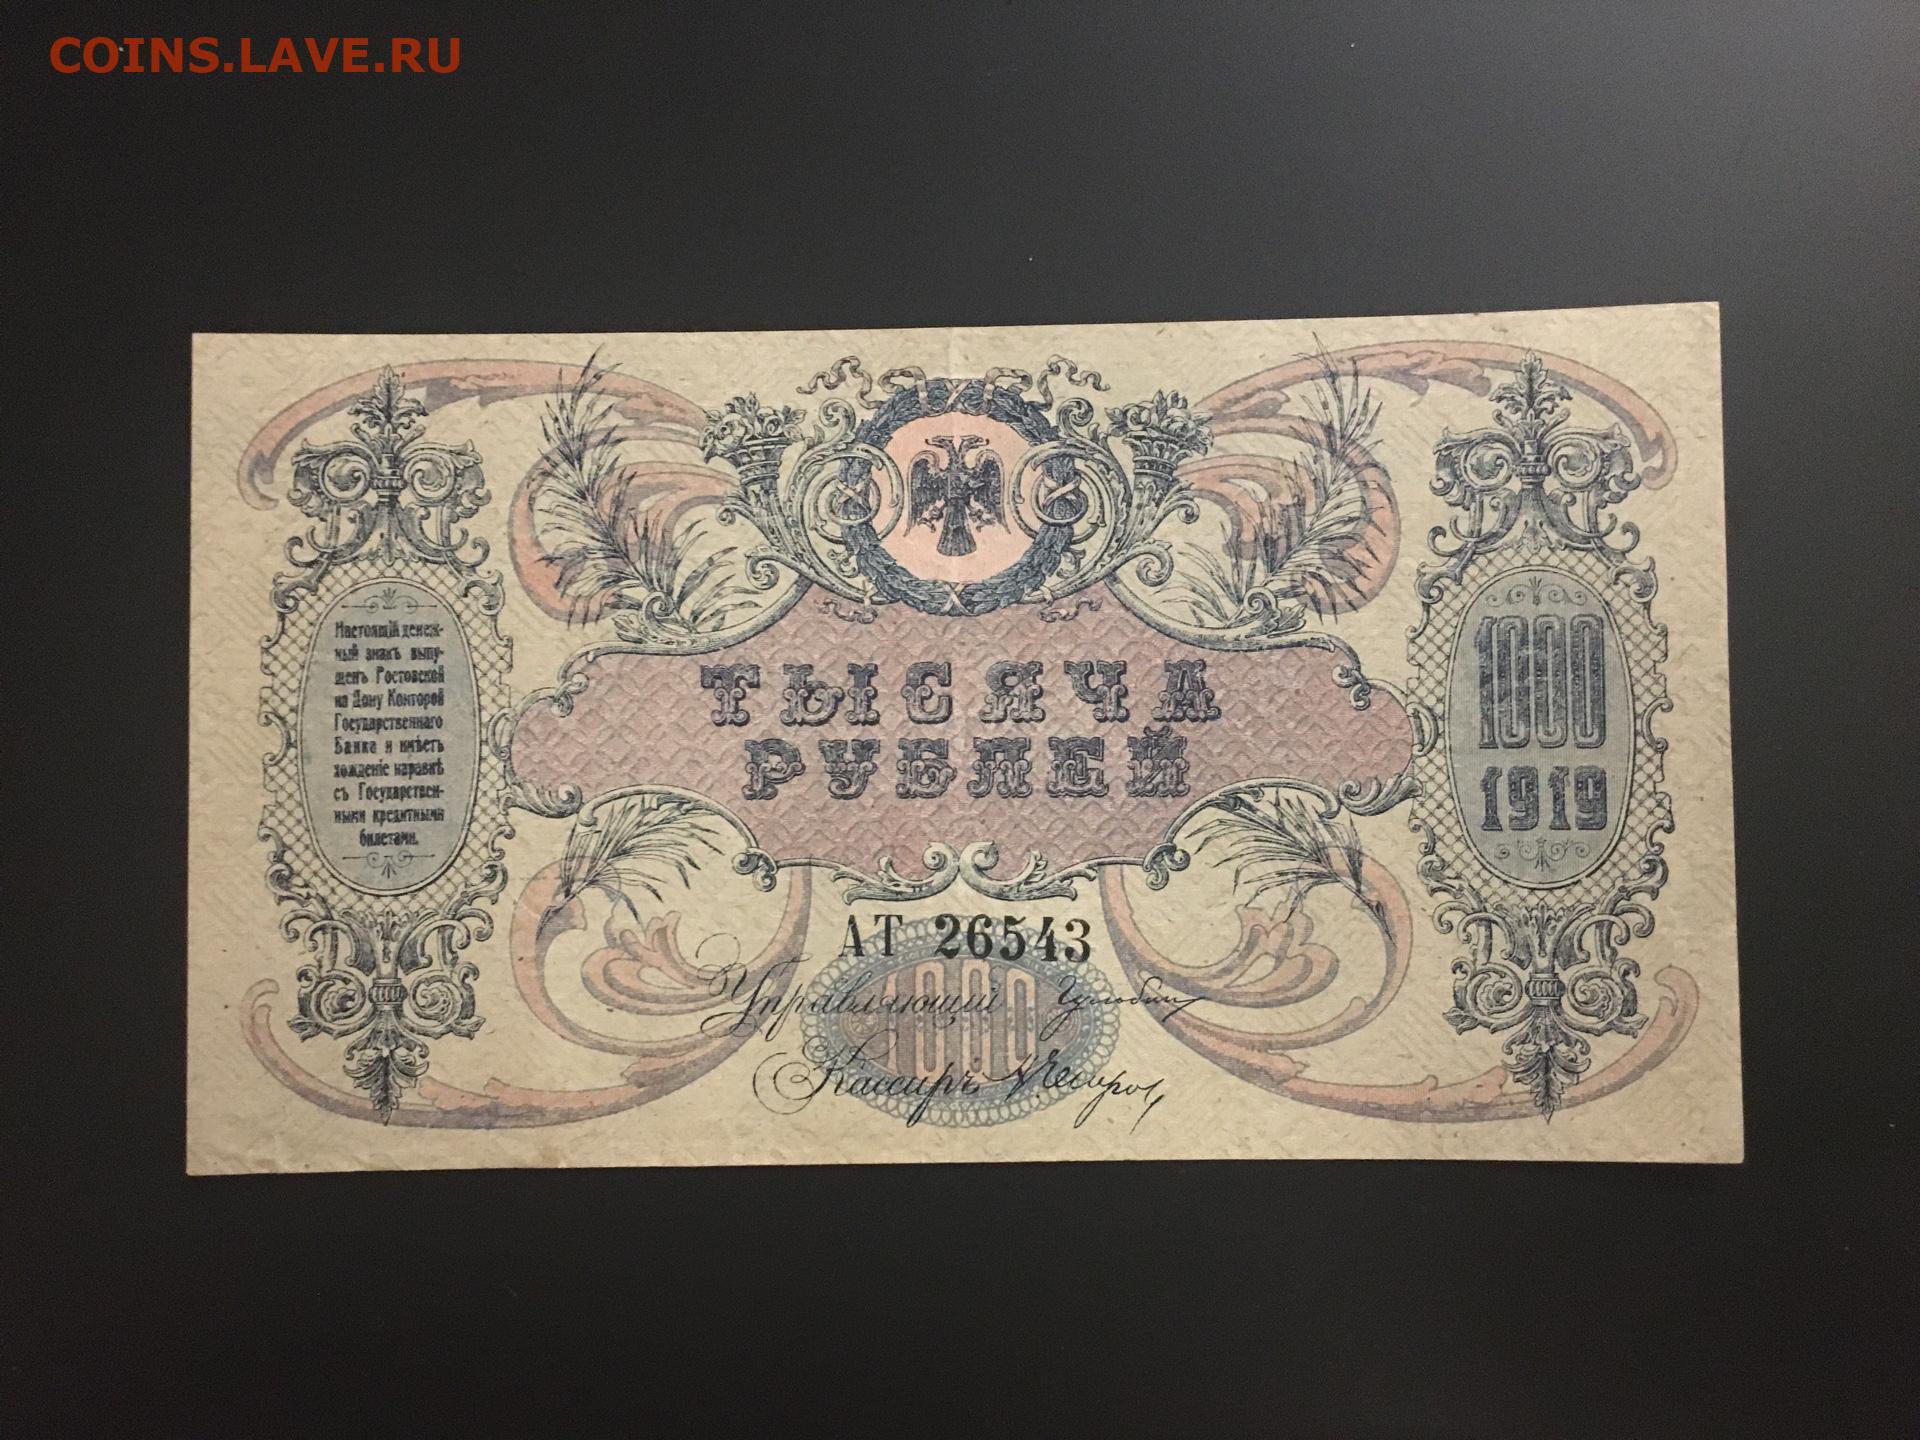 COINS.LAVE.RU
Настоящій денеж-
ный знакъ выпу-
щенъ Ростовской
на Дону Конторой
Государственнаго
Банка и имѣетъ
хожденіе наравнѣ
съ Государствен-
ными кредитными
билетами.
ТЫСЯЧА
РУБЛЕЙ
1000
1919
АТ 26543
1000
Управляющій
Кассиръ